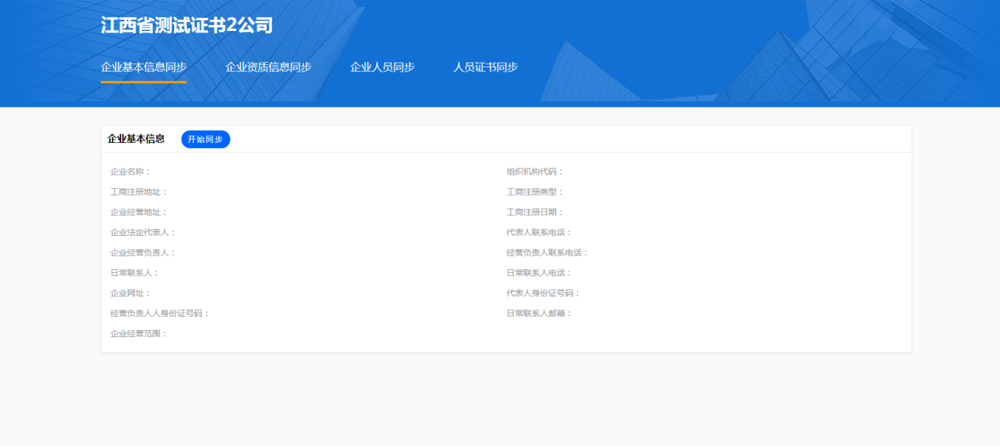 江西省测试证书2公司
企业基本信息同步 企业资质信息同步 企业人员同步 人员证书同步
企业基本信息 开始同步
企业名称： 组织机构代码：
工商注册地址： 工商注册类型：
企业经营地址： 工商注册日期：
企业法定代表人： 代表人联系电话：
企业经营负责人： 经营负责人联系电话：
日常联系人： 日常联系人电话：
企业网址： 代表人身份证号码：
经营负责人人身份证号码： 日常联系人邮箱：
企业经营范围：